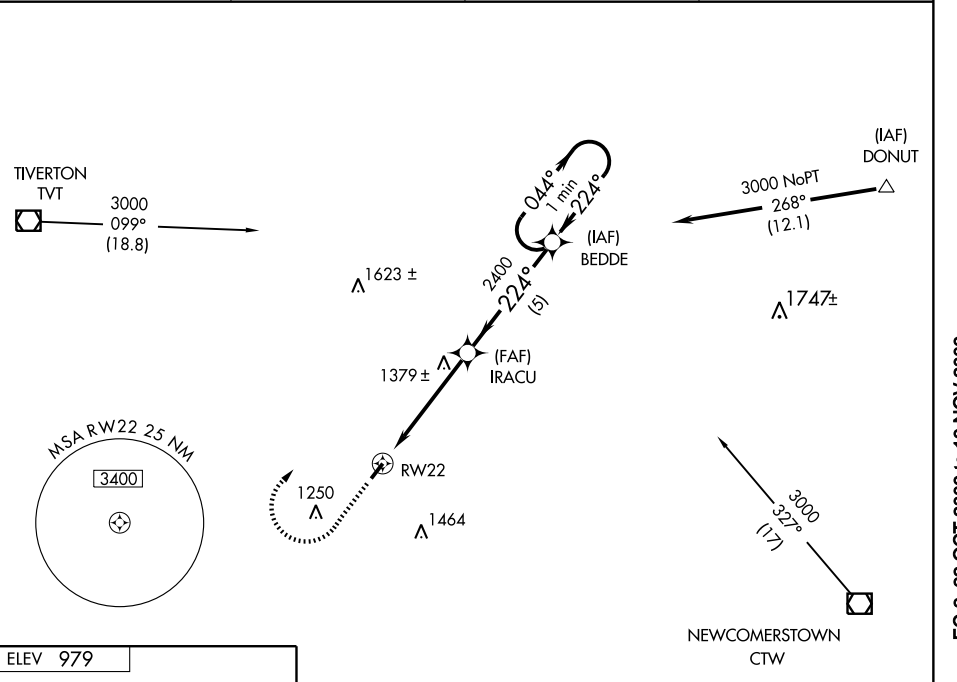 (IAF)
DONUT
TIVERTON
TVT
3000
099°
(18.8)
044°
1 min
224°
3000 NoPT
268°
(12.1)
(IAF)
BEDDE
2400
224°
(5)
1623 ±
1747±
(FAF)
IRACU
1379 ±
MSA RW22 25 NM
3400
RW22
1250
1464
3000
327°
(17)
NEWCOMERSTOWN
CTW
ELEV 979